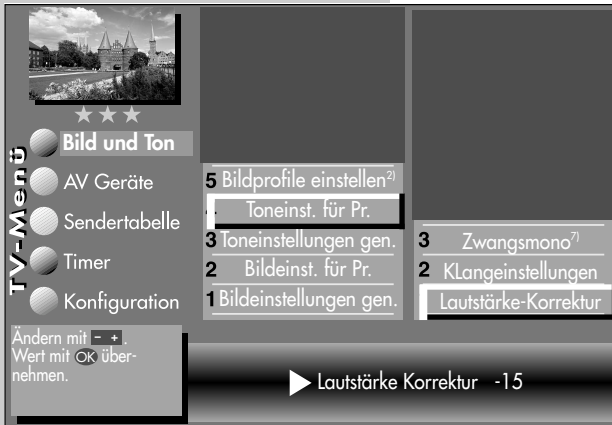 TV-Menü
Bild und Ton
AV Geräte
Sendertabelle
Timer
Konfiguration
Ändern mit - + .
Wert mit OK über-
nehmen.
5 Bildprofile einstellen2)
Toneinst. für Pr.
3 Toneinstellungen gen.
2 Bildeinst. für Pr.
1 Bildeinstellungen gen.
3 Zwangsmono7)
2 KLangeinstellungen
Lautstärke-Korrektur
Lautstärke Korrektur -15